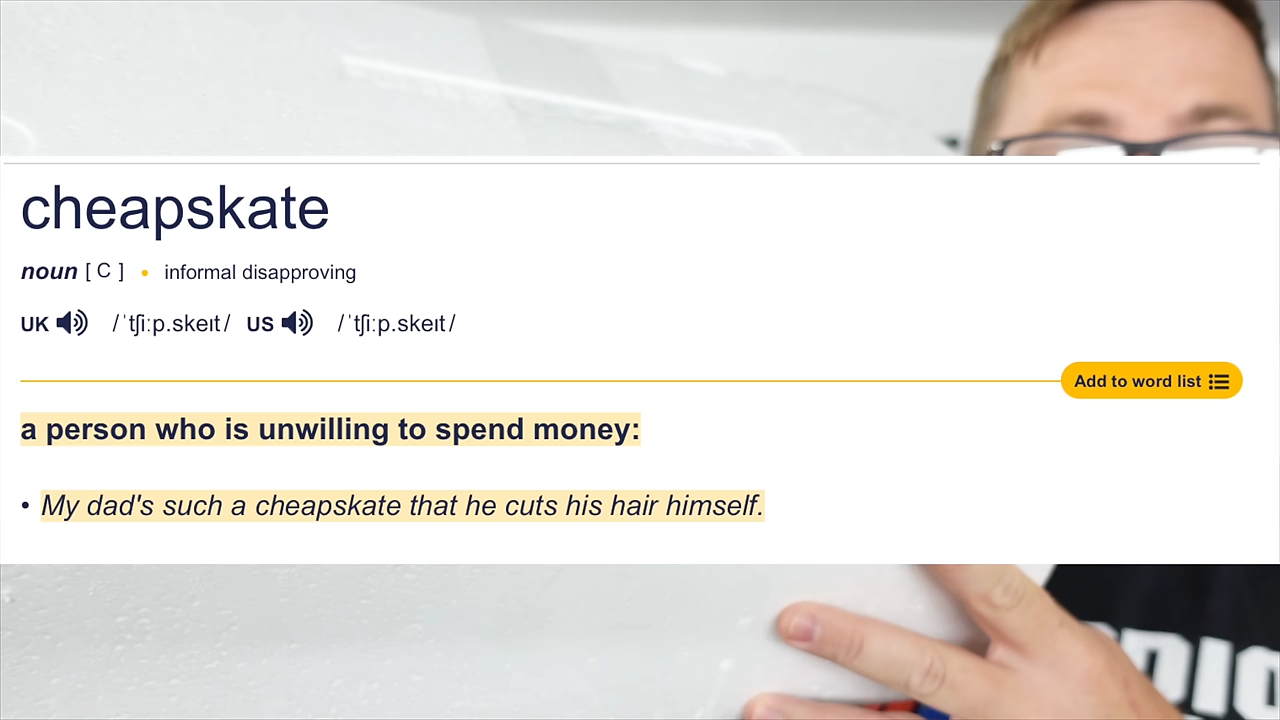 cheapskate
noun [ C ] • informal disapproving
UK /ˈtʃiːp.skeɪt/ US /ˈtʃiːp.skeɪt/
Add to word list
a person who is unwilling to spend money:
• My dad's such a cheapskate that he cuts his hair himself.